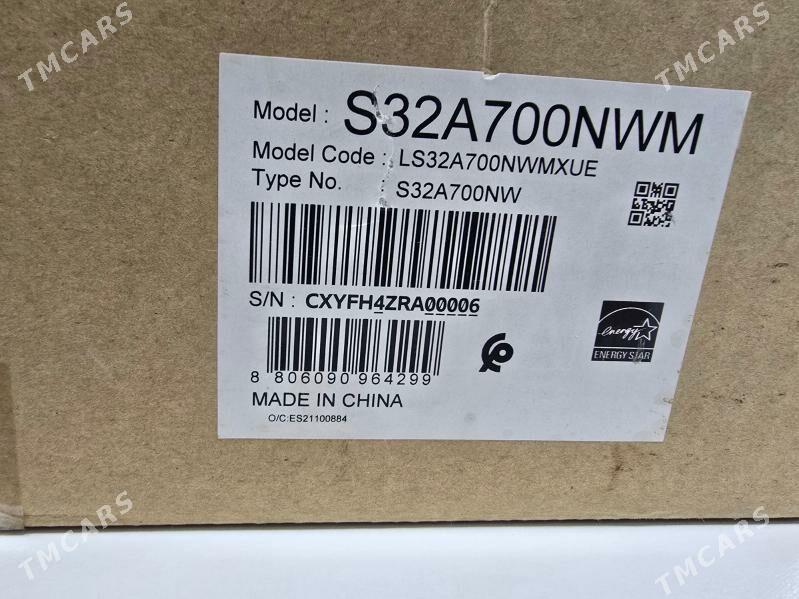 TMCARS
TMCARS
Model : S32A700NWM
Model Code : LS32A700NWMXUE
Type No. : S32A700NW
S/N : CXYFH4ZRA00006
energy
ENERGY STAR
8 806090 964299
MADE IN CHINA
O/C:ES21100884
TMCARS
TMCARS